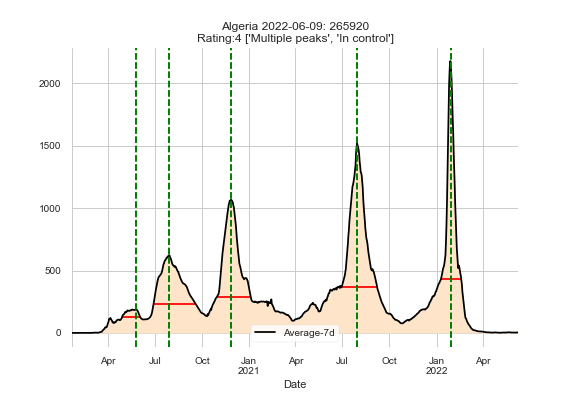 Algeria 2022-06-09: 265920
Rating:4 ['Multiple peaks', 'In control']
2000
1500
1000
500
0
Average-7d
Apr Jul Oct Jan Apr Jul Oct Jan Apr
2021 2022
Date